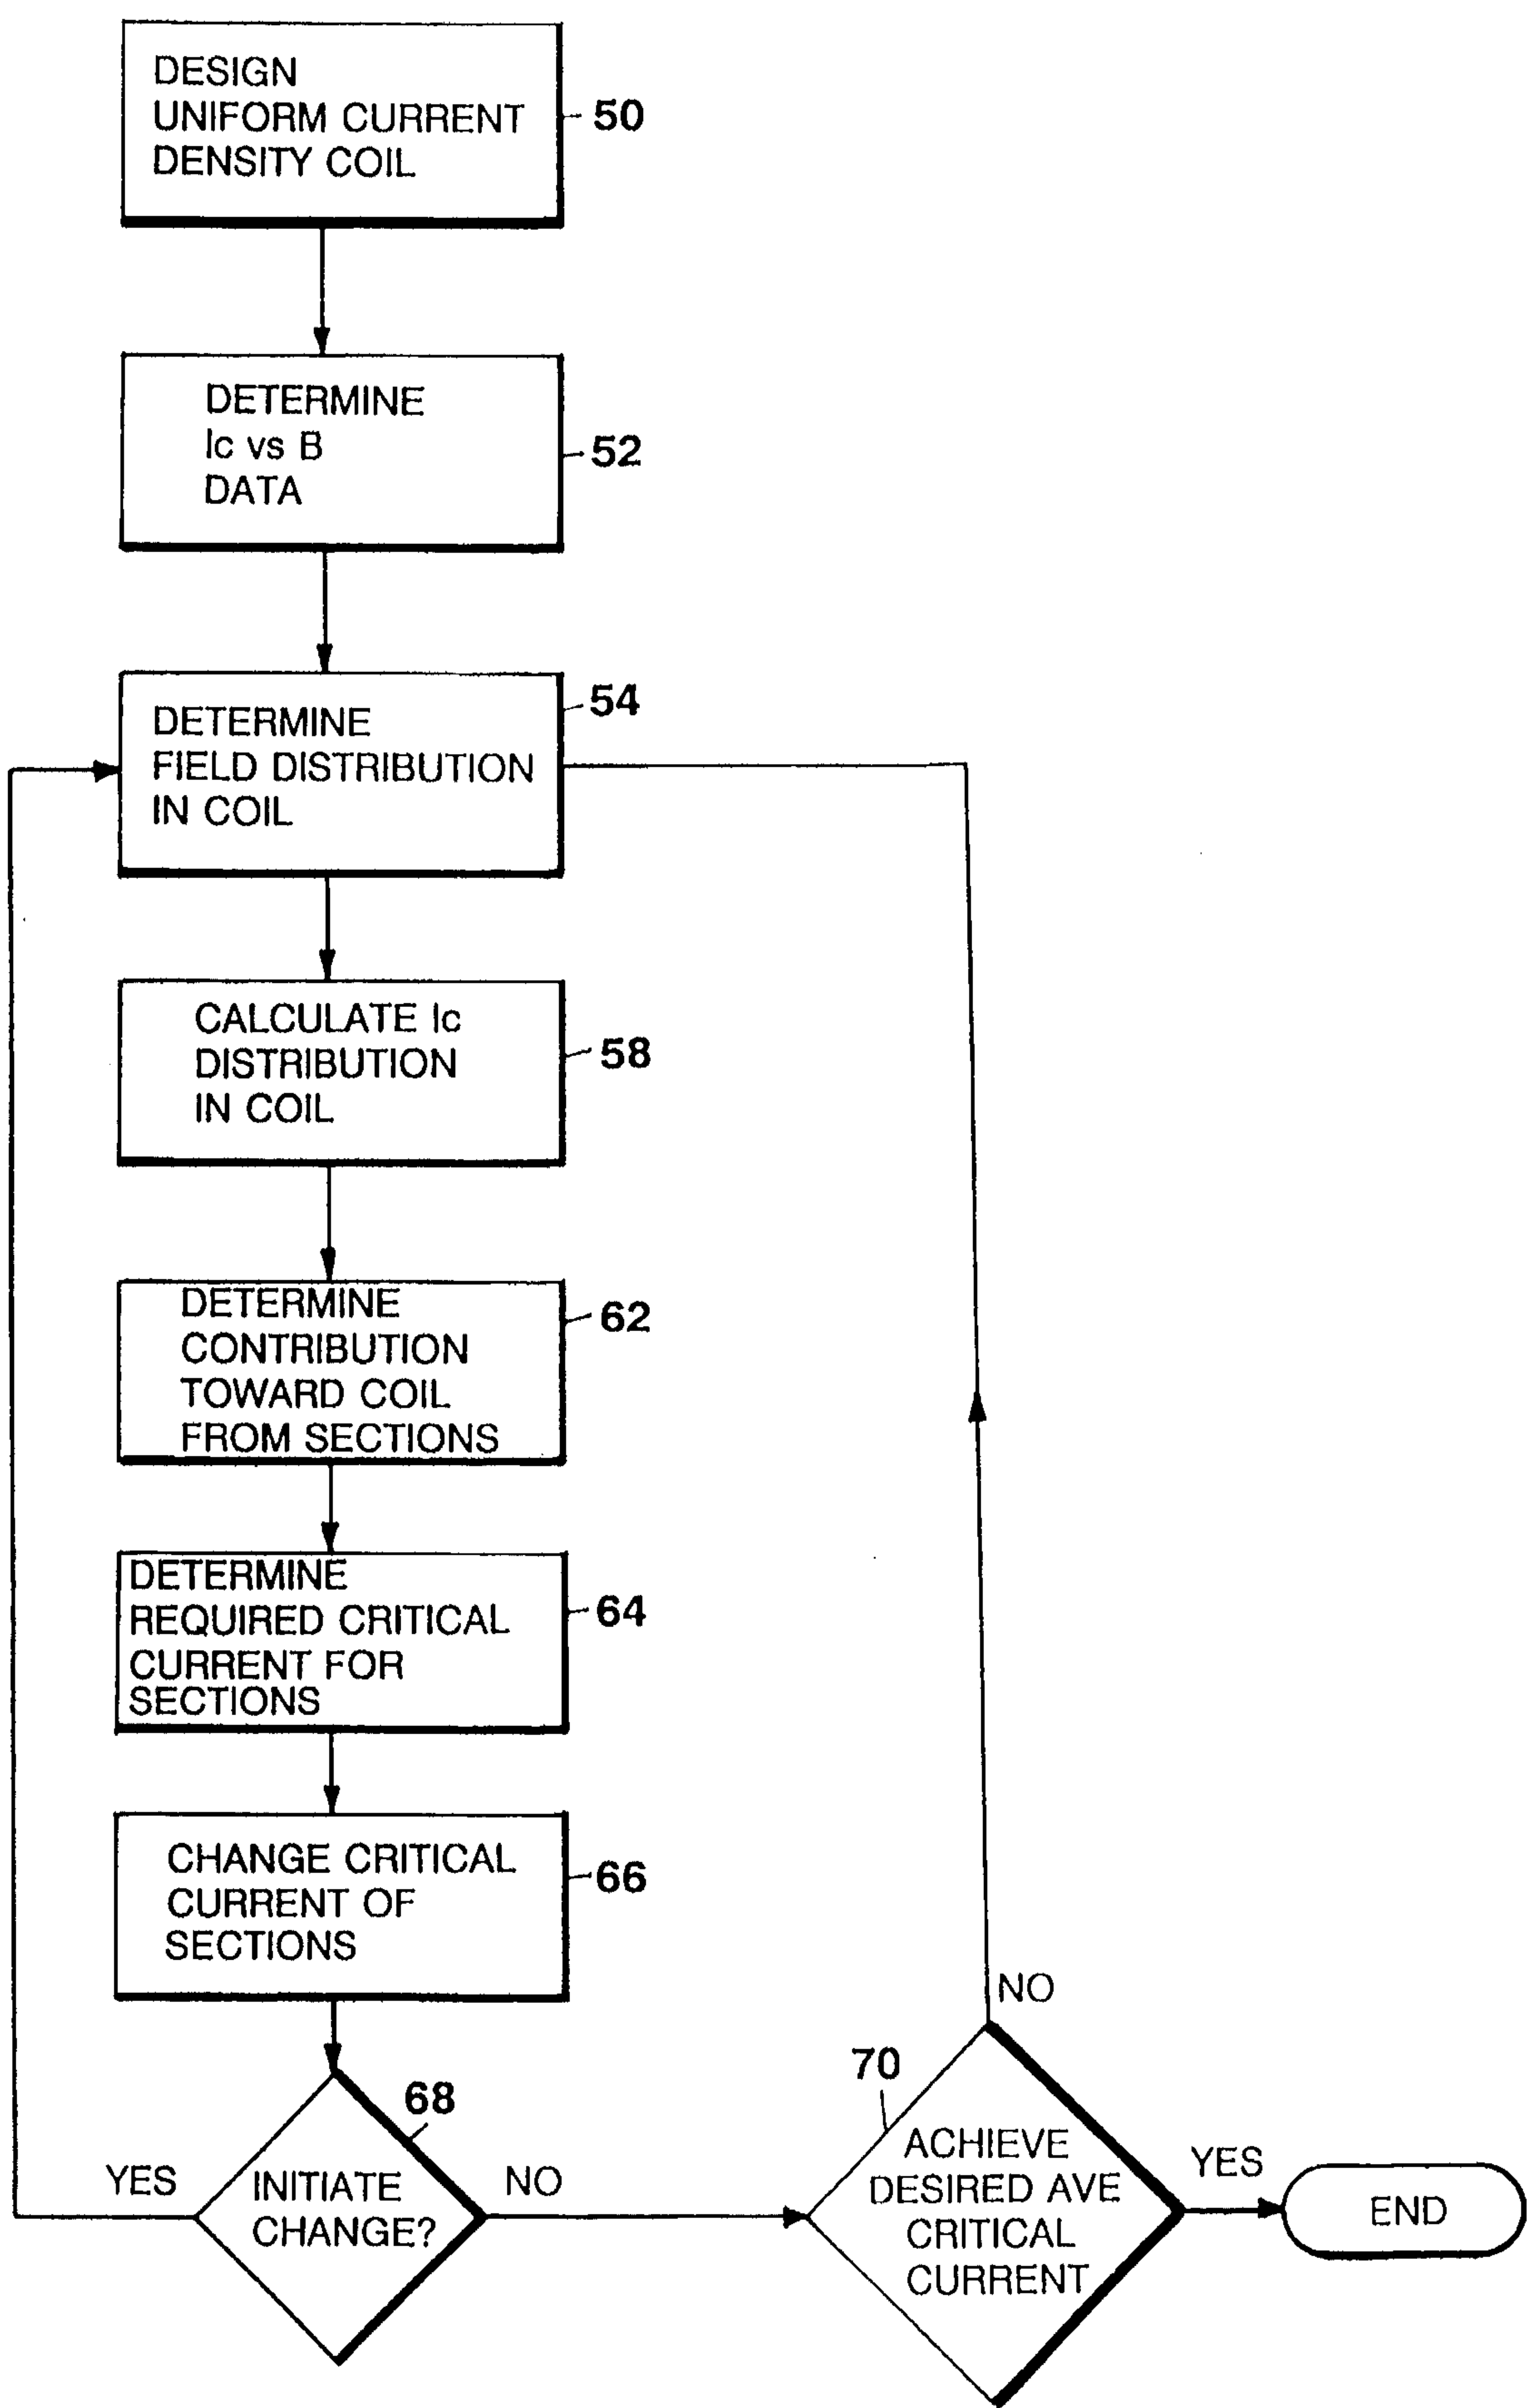 DESIGN
UNIFORM CURRENT
DENSITY COIL
50
DETERMINE
Ic vs B
DATA
52
DETERMINE
FIELD DISTRIBUTION
IN COIL
54
CALCULATE Ic
DISTRIBUTION
IN COIL
58
DETERMINE
CONTRIBUTION
TOWARD COIL
FROM SECTIONS
62
DETERMINE
REQUIRED CRITICAL
CURRENT FOR
SECTIONS
64
CHANGE CRITICAL
CURRENT OF
SECTIONS
66
68
YES
INITIATE
CHANGE?
NO
NO
70
ACHIEVE
DESIRED AVE
CRITICAL
CURRENT
YES
END